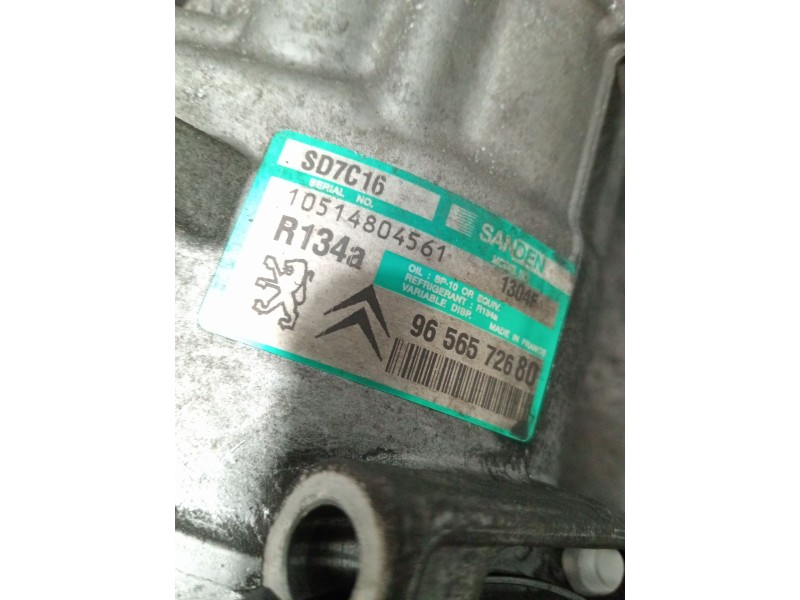 SD7C16
SERIAL NO.
10514804561
SANDEN
R134a
1304F
OIL : SP-10 OR EQUIV.
REFRIGERANT : R134a
VARIABLE DISP.
MADE IN FRANCE
96 565 726 80